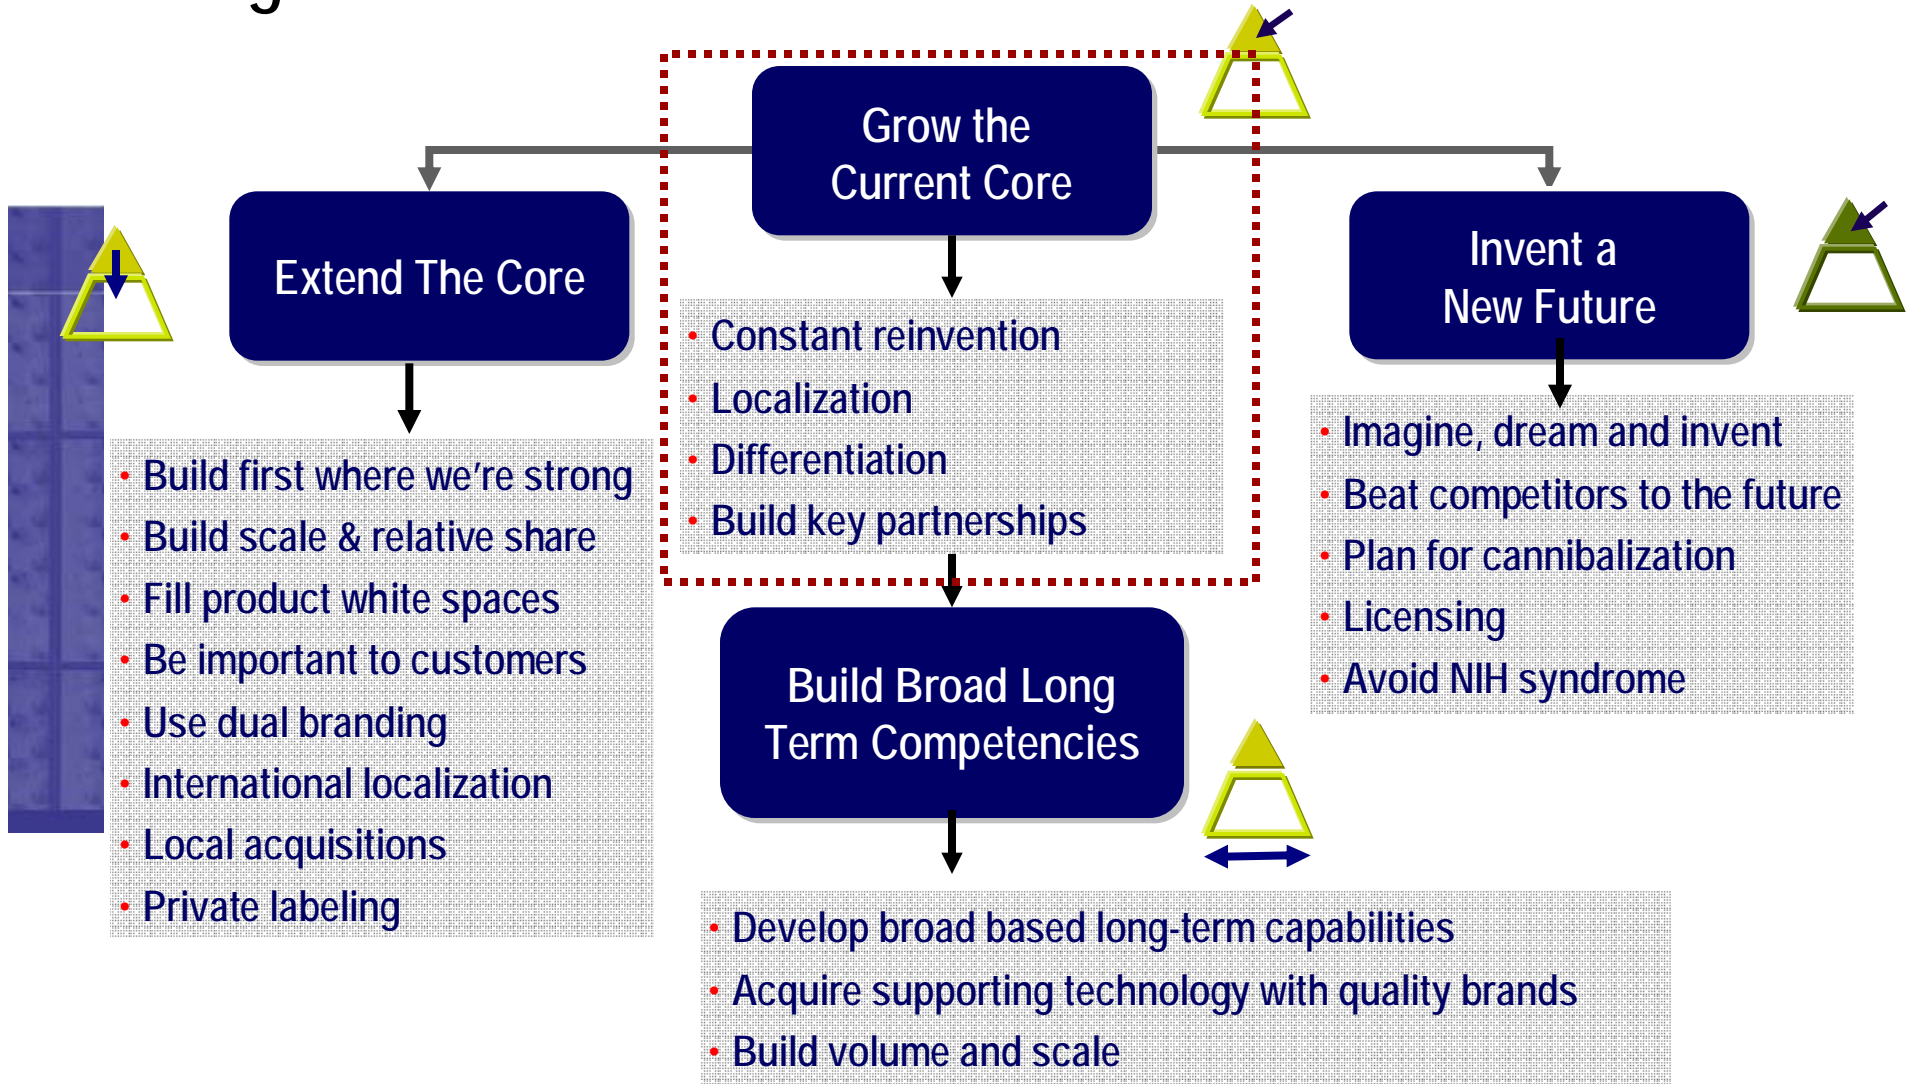 Grow the
Current Core
Extend The Core
Invent a
New Future
• Constant reinvention
• Localization
• Differentiation
• Build key partnerships
• Build first where we're strong
• Build scale & relative share
• Fill product white spaces
• Be important to customers
• Use dual branding
• International localization
• Local acquisitions
• Private labeling
• Imagine, dream and invent
• Beat competitors to the future
• Plan for cannibalization
• Licensing
• Avoid NIH syndrome
Build Broad Long
Term Competencies
• Develop broad based long-term capabilities
• Acquire supporting technology with quality brands
• Build volume and scale